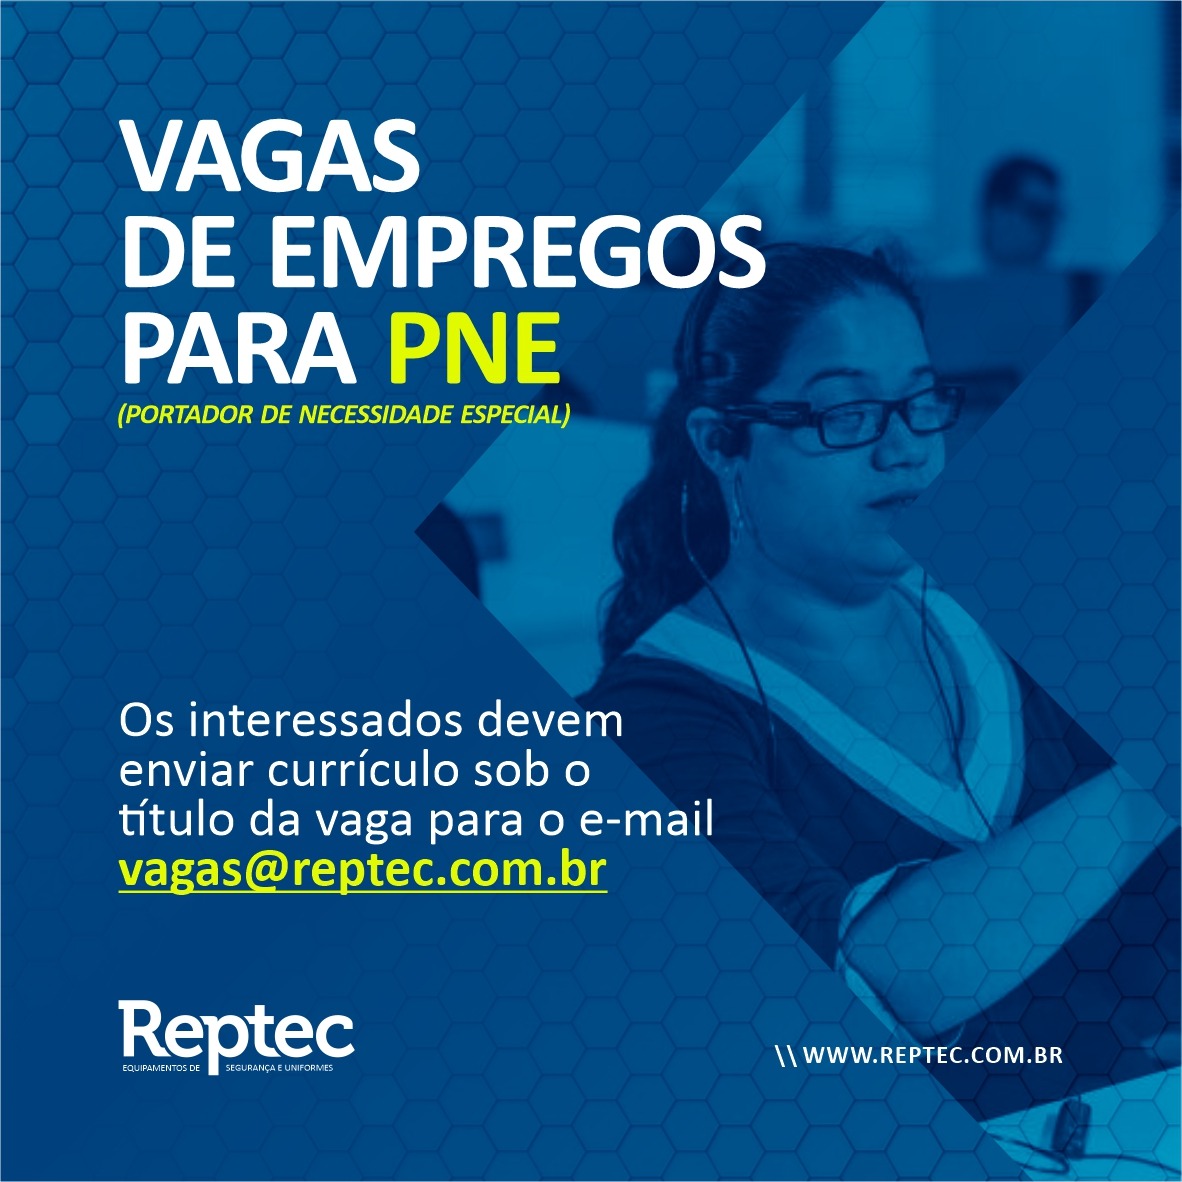 VAGAS
DE EMPREGOS
PARA PNE
(PORTADOR DE NECESSIDADE ESPECIAL)
Os interessados devem
enviar currículo sob o
título da vaga para o e-mail
vagas@reptec.com.br
Reptec
EQUIPAMENTOS DE SEGURANÇA E UNIFORMES
\\ WWW.REPTEC.COM.BR